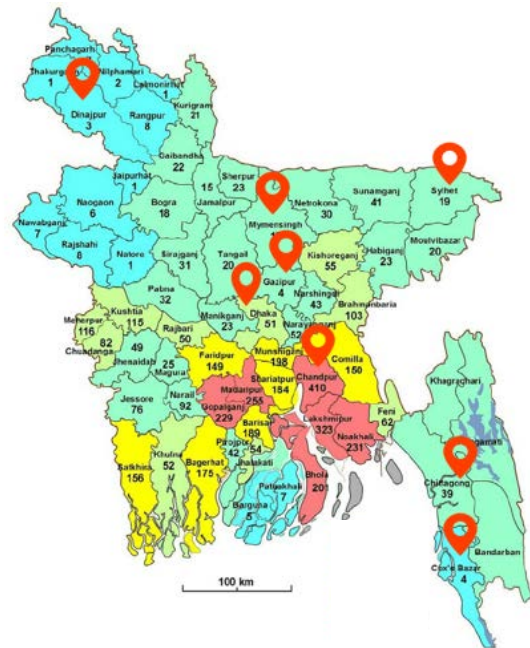 Panchagarh
Thakurgaon
1
Nilphamari
2
Lalmonirhat
1
Dinajpur
3
Rangpur
8
Kurigram
21
Gaibandha
22
Jaipurhat
1
Naogaon
6
Bogra
18
15
Jamalpur
Sherpur
23
Mymensingh
Netrokona
30
Sunamganj
41
Sylhet
19
Nawabganj
7
Rajshahi
8
Natore
1
Sirajganj
31
Tangail
20
Kishoreganj
55
Habiganj
23
Moulvibazar
20
Pabna
32
Gazipur
4
Narshingdi
43
Brahmanbaria
103
Manikganj
23
Dhaka
51
Narayanganj
52
Meherpur
116
Kushtia
115
Chuadanga
82
Rajbari
50
Jhenaidah
49
Magura
25
Faridpur
149
Munshiganj
198
Comilla
150
Shariatpur
184
Chandpur
410
Madaripur
255
Gopalganj
229
Jessore
76
Narail
92
Lakshmipur
323
Noakhali
231
Feni
62
Khagrachari
Barisal
189
Pirojpur
42
54
Jhalakati
Satkhira
156
Khulna
52
Bagerhat
175
Patuakhali
7
Barguna
5
Bhola
201
Chittagong
39
Bandarban
Cox's Bazar
4
100 km